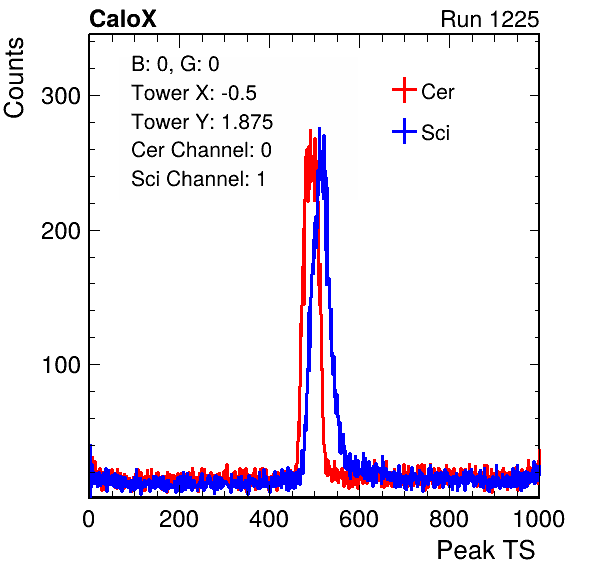 CaloX Run 1225
Counts
B: 0, G: 0
Tower X: -0.5
Tower Y: 1.875
Cer Channel: 0
Sci Channel: 1
Cer
Sci
300
200
100
0 200 400 600 800 1000
Peak TS